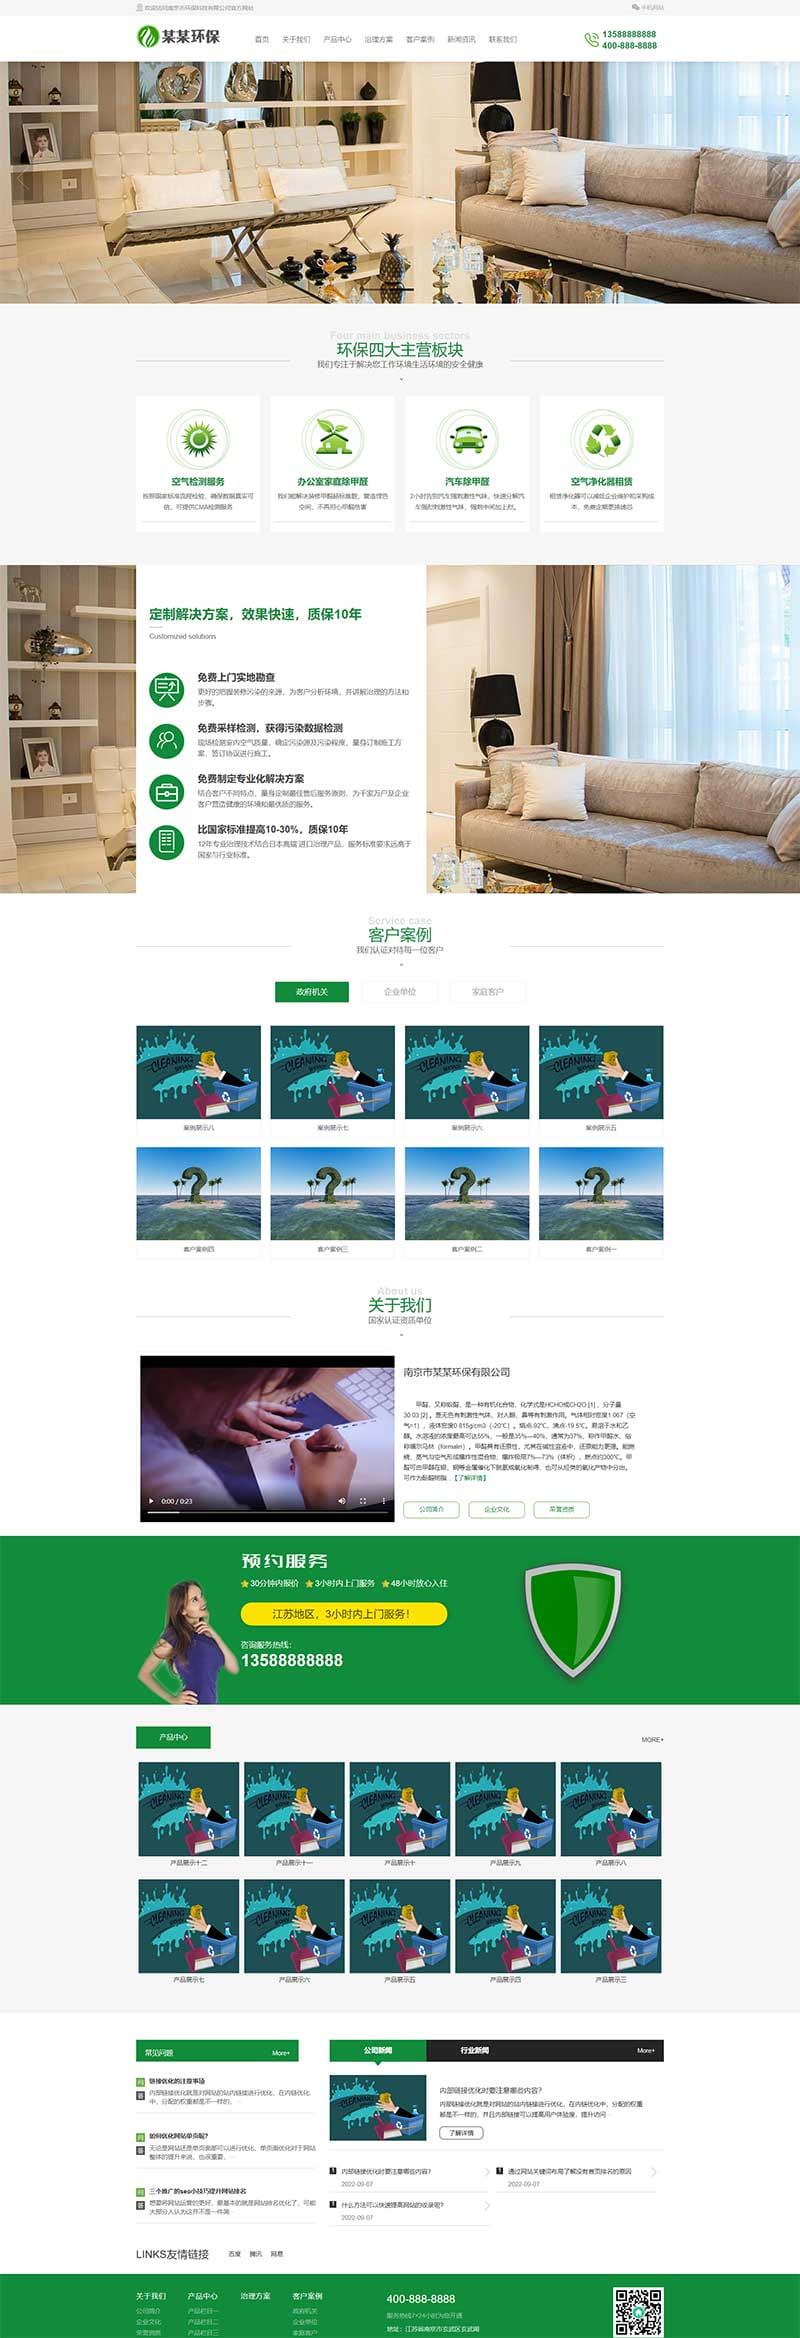 欢迎访问南京市环保科技有限公司官方网站
手机网站
某某环保
首页 关于我们 产品中心 治理方案 客户案例 新闻资讯 联系我们
13588888888
400-888-8888
Four main business sectors
环保四大主营板块
我们专注于解决您工作环境生活环境的安全健康
空气检测服务
按照国家标准流程检验，确保数据真实可
信，可提供CMA检测服务
办公室家庭除甲醛
我们能解决装修甲醛超标难题，营造绿色
空间，不再担心甲醛危害
汽车除甲醛
2小时告别汽车强刺激性气味，快速分解汽
空气净化器租赁
租赁净化器可以减低企业维护和采购成
本，免费定期更换滤芯
定制解决方案，效果快速，质保10年
Customized solutions
免费上门实地勘查
更好的把握装修污染的来源，为客户分析环境，并讲解治理的方法和
步骤。
免费采样检测，获得污染数据检测
现场检测室内空气质量，确定污染源及污染程度，量身订制施工方
案，签订协议进行施工。
免费制定专业化解决方案
结合客户不同特点，量身定制最佳售后服务原则，为千家万户及企业
客户营造健康的环境和最优质的服务。
比国家标准提高10-30%，质保10年
12年专业治理技术结合日本高端 进口治理产品，服务标准要求远高于
国家与行业标准。
Service case
客户案例
我们认证对待每一位客户
政府机关 企业单位 家庭客户
CLEANING CLEANING CLEANING CLEANING
案例展示八 案例展示七 案例展示六 案例展示五
客户案例四 客户案例三 客户案例二 客户案例一
About us
关于我们
国家认证资质单位
0:00 / 0:23
南京市某某环保有限公司
甲醛，又称蚁醛，是一种有机化合物，化学式是HCHO或CH2O [1] ，分子量
30.03 [2] 。是无色有刺激性气体，对人眼、鼻等有刺激作用。气体相对密度1.067（空
气=1），液体密度0.815g/cm3（-20℃）。熔点-92℃，沸点-19.5℃。易溶于水和乙
醇。水溶液的浓度最高可达55%，一般是35%—40%，通常为37%，称作甲醛水，俗
称福尔马林（formalin）。甲醛具有还原性，尤其在碱性溶液中，还原能力更强。能燃
烧，蒸气与空气形成爆炸性混合物，爆炸极限7%—73%（体积），燃点约300℃。甲
醛可由甲醇在银、铜等金属催化下脱氢或氧化制得，也可从烃类的氧化产物中分出。
可作为酚醛树脂...【了解详情】
公司简介 企业文化 荣誉资质
预约服务
30分钟内报价 3小时内上门服务 48小时放心入住
江苏地区，3小时内上门服务！
咨询服务热线：
13588888888
产品中心
MORE+
CLEANING CLEANING CLEANING CLEANING CLEANING
产品展示十二 产品展示十一 产品展示十 产品展示九 产品展示八
CLEANING CLEANING CLEANING CLEANING CLEANING
产品展示七 产品展示六 产品展示五 产品展示四 产品展示三
常见问题 More+
问 链接优化的注意事项
答 内部链接优化就是对网站的站内链接进行优化，在内链优化
中，分配的权重都是不一样的，…
问 如何优化网站单页呢？
答 无论是网站还是单页面都可以进行优化，单页面优化对于网站
整体的提升来说，也很重要，…
问 三个推广的seo小技巧提升网站排名
答 想要将网站运营的更好，最基本的就是网站排名优化了，可能
大部分人认为这并不是一件简…
公司新闻 行业新闻 More+
内部链接优化时要注意哪些内容？
内部链接优化就是对网站的站内链接进行优化，在内链优化中，分配的权重
都是不一样的，并且内部链接可以提高用户体验度，提升访问…
了解详情
内部链接优化时要注意哪些内容？
2022-09-07
通过网站关键词布局了解没有首页排名的原因
2022-09-07
什么方法可以快速提高网站的收录呢？
2022-09-07
LINKS友情链接 百度 腾讯 网易
关于我们 产品中心 治理方案 客户案例
公司简介 产品栏目一 政府机关
企业文化 产品栏目二 企业单位
荣誉资质 产品栏目三 家庭客户
400-888-8888
服务热线7×24小时为您开通
地址：江苏省南京市玄武区玄武湖